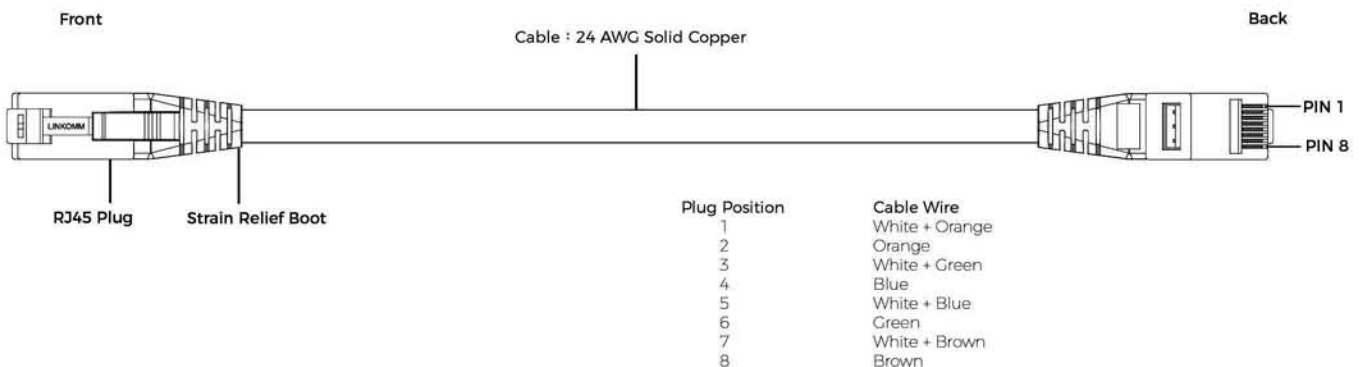 Front
Back
Cable : 24 AWG Solid Copper
LINKOMM
PIN 1
PIN 8
RJ45 Plug
Strain Relief Boot
Plug Position Cable Wire
1 White + Orange
2 Orange
3 White + Green
4 Blue
5 White + Blue
6 Green
7 White + Brown
8 Brown